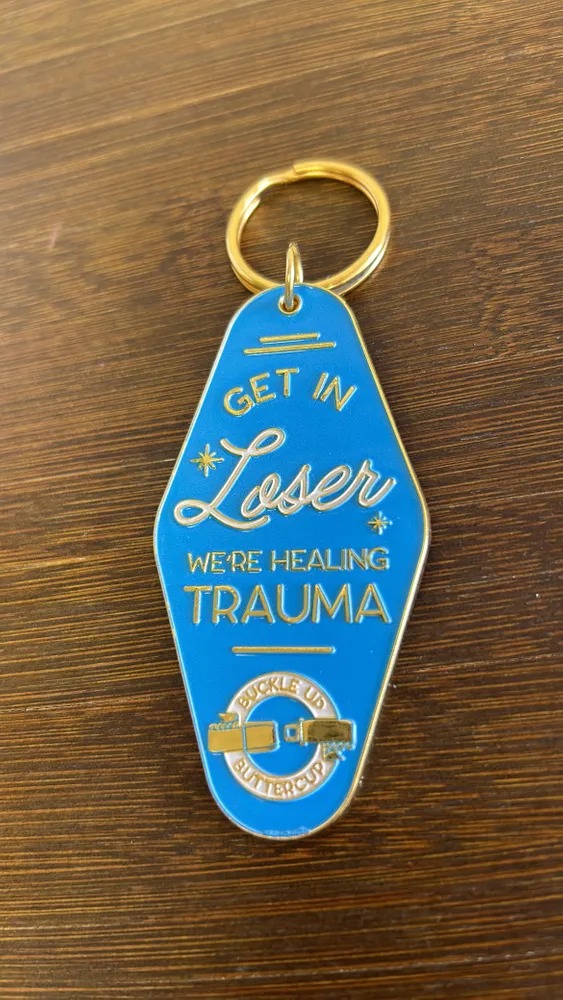 GET IN
Loser
WE'RE HEALING
TRAUMA
BUCKLE UP
BUTTERCUP